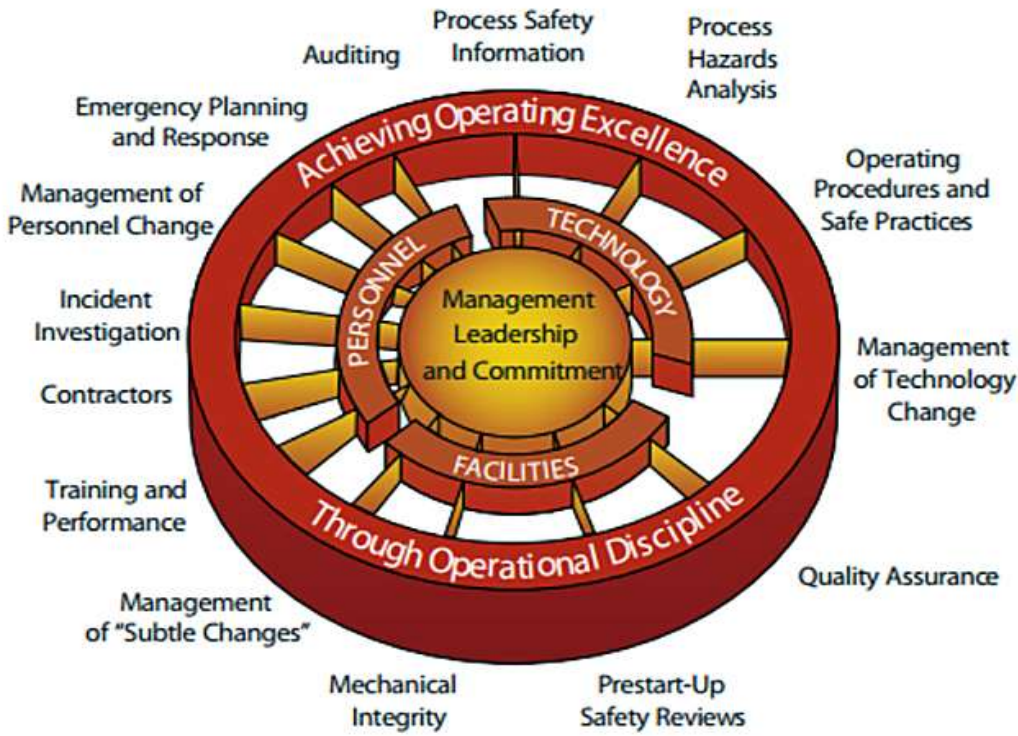 Process Safety
Information
Process
Hazards
Analysis
Operating
Procedures and
Safe Practices
Management
of Technology
Change
Quality Assurance
Prestart-Up
Safety Reviews
Mechanical
Integrity
Management
of “Subtle Changes”
Training and
Performance
Contractors
Incident
Investigation
Management of
Personnel Change
Emergency Planning
and Response
Auditing
Achieving Operating Excellence
Through Operational Discipline
PERSONNEL
TECHNOLOGY
FACILITIES
Management
Leadership
and Commitment